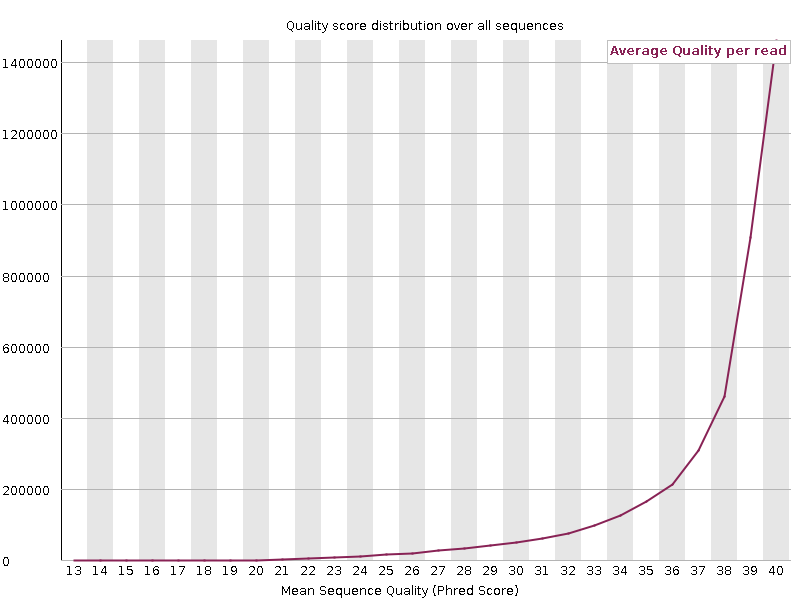 Quality score distribution over all sequences
Average Quality per read
1400000
1200000
1000000
800000
600000
400000
200000
0
13 14 15 16 17 18 19 20 21 22 23 24 25 26 27 28 29 30 31 32 33 34 35 36 37 38 39 40
Mean Sequence Quality (Phred Score)